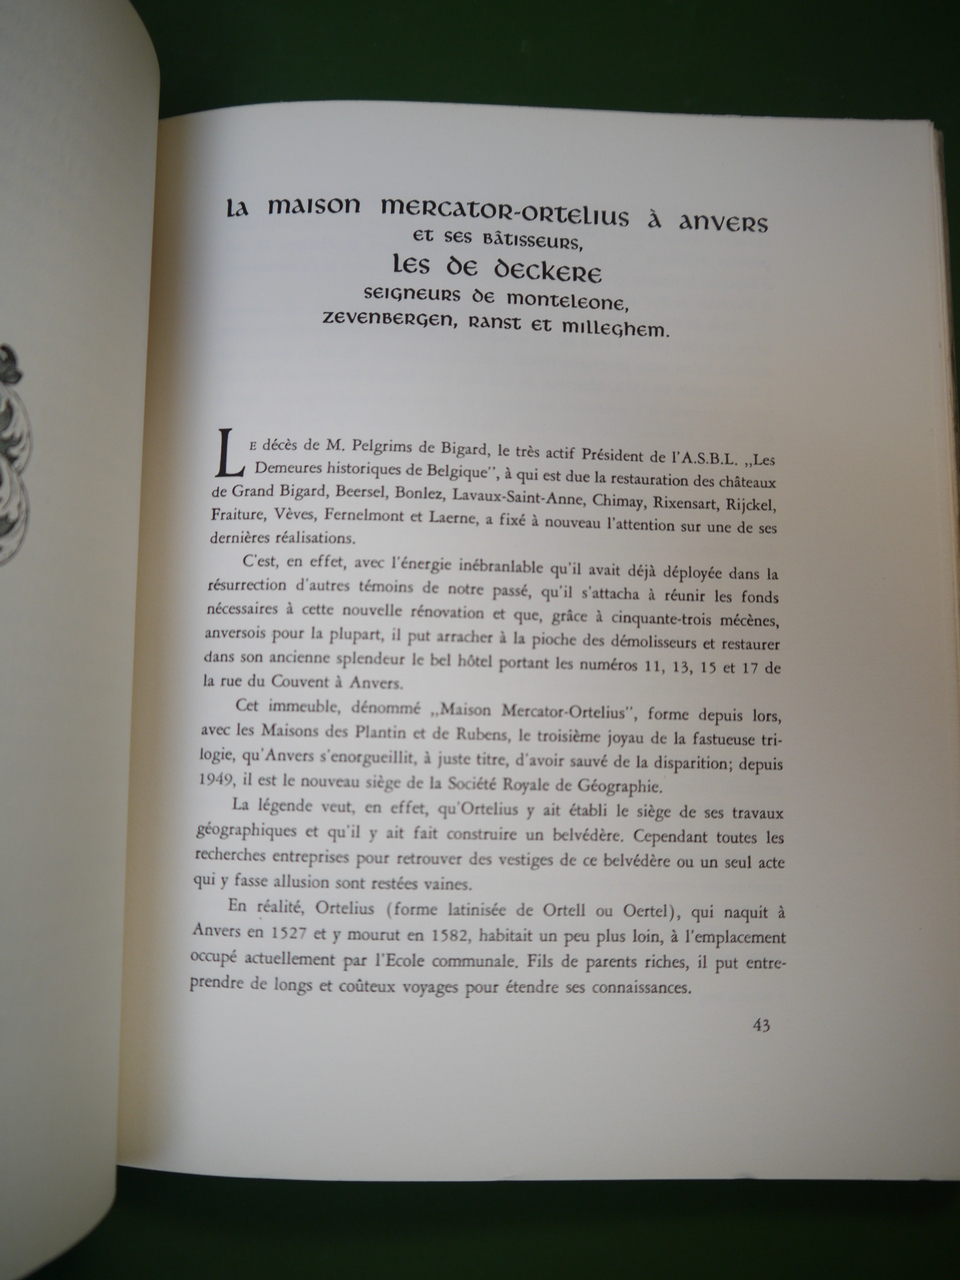 La maison mercator-ortelius à anvers
et ses bâtisseurs,
les de deckere
seigneurs de monteleone,
zevenbergen, ranst et milleghem.
Le décès de M. Pelgrims de Bigard, le très actif Président de l'A.S.B.L. „Les
Demeures historiques de Belgique", à qui est due la restauration des châteaux
de Grand Bigard, Beersel, Bonlez, Lavaux-Saint-Anne, Chimay, Rixensart, Rijckel,
Fraiture, Vèves, Fernelmont et Laerne, a fixé à nouveau l'attention sur une de ses
dernières réalisations.
C'est, en effet, avec l'énergie inébranlable qu'il avait déjà déployée dans la
résurrection d'autres témoins de notre passé, qu'il s'attacha à réunir les fonds
nécessaires à cette nouvelle rénovation et que, grâce à cinquante-trois mécènes,
anversois pour la plupart, il put arracher à la pioche des démolisseurs et restaurer
dans son ancienne splendeur le bel hôtel portant les numéros 11, 13, 15 et 17 de
la rue du Couvent à Anvers.
Cet immeuble, dénommé „Maison Mercator-Ortelius", forme depuis lors,
avec les Maisons des Plantin et de Rubens, le troisième joyau de la fastueuse tri-
logie, qu'Anvers s'enorgueillit, à juste titre, d'avoir sauvé de la disparition; depuis
1949, il est le nouveau siège de la Société Royale de Géographie.
La légende veut, en effet, qu'Ortelius y ait établi le siège de ses travaux
géographiques et qu'il y ait fait construire un belvédère. Cependant toutes les
recherches entreprises pour retrouver des vestiges de ce belvédère ou un seul acte
qui y fasse allusion sont restées vaines.
En réalité, Ortelius (forme latinisée de Ortell ou Oertel), qui naquit à
Anvers en 1527 et y mourut en 1582, habitait un peu plus loin, à l'emplacement
occupé actuellement par l'Ecole communale. Fils de parents riches, il put entre-
prendre de longs et coûteux voyages pour étendre ses connaissances.
43